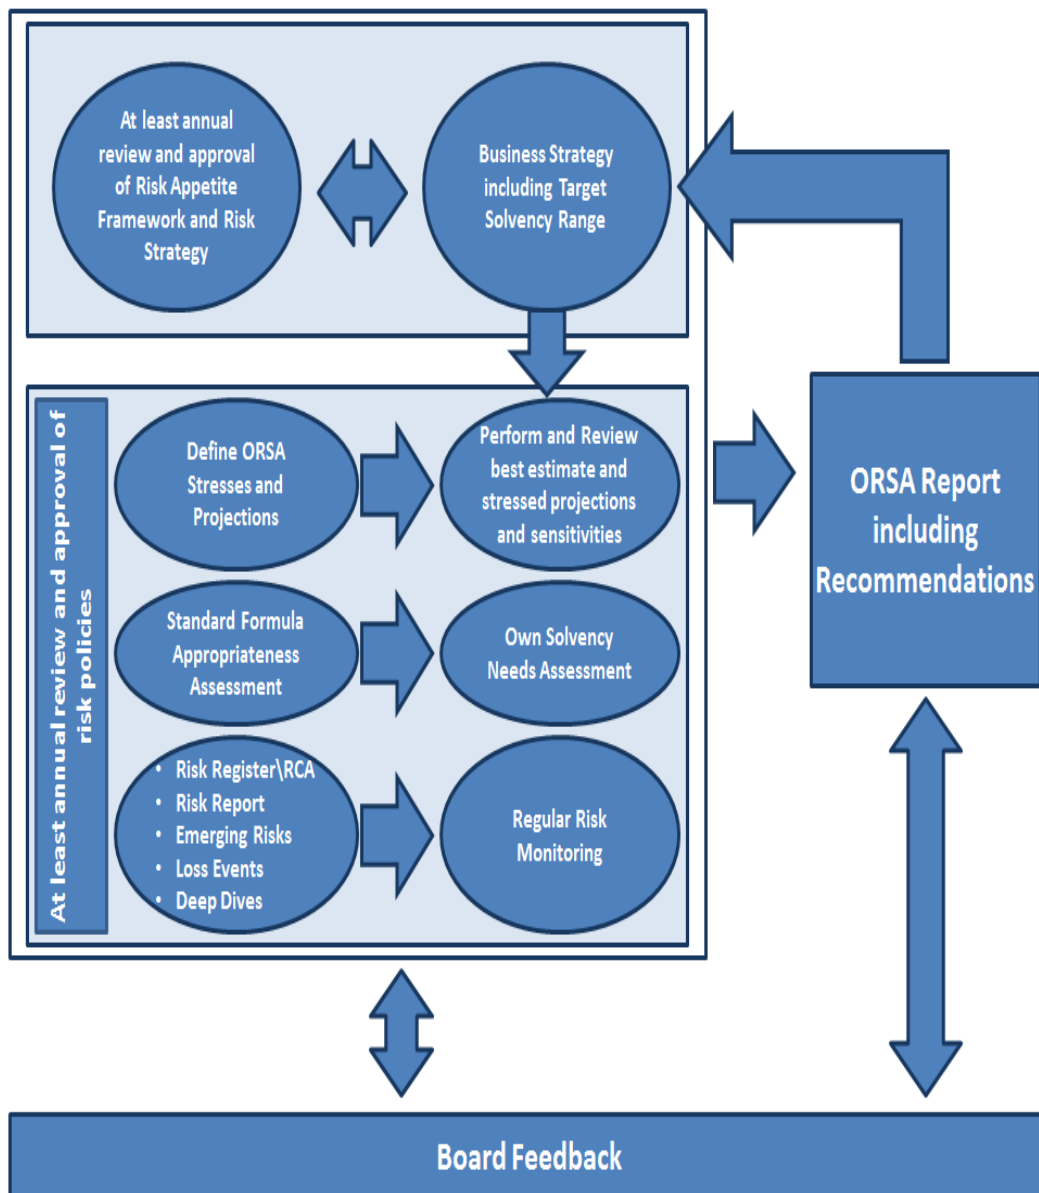 At least annual
review and approval
of Risk Appetite
Framework and Risk
Strategy
Business Strategy
including Target
Solvency Range
At least annual review and approval of
risk policies
Define ORSA
Stresses and
Projections
Perform and Review
best estimate and
stressed projections
and sensitivities
Standard Formula
Appropriateness
Assessment
Own Solvency
Needs Assessment
• Risk Register\RCA
• Risk Report
• Emerging Risks
• Loss Events
• Deep Dives
Regular Risk
Monitoring
ORSA Report
including
Recommendations
Board Feedback